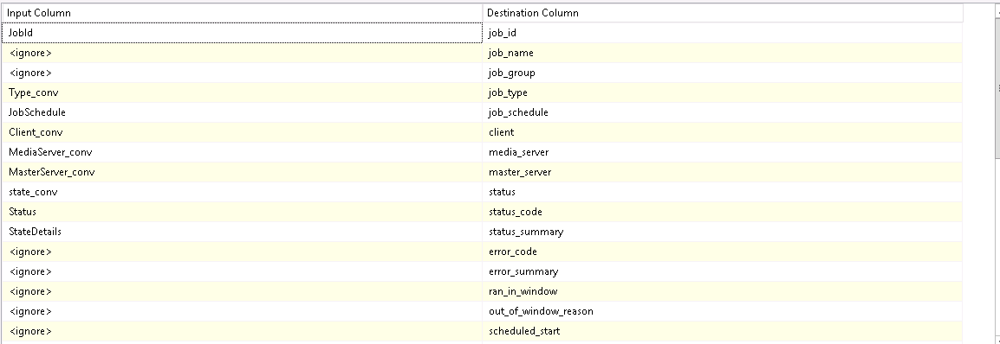 Input Column Destination Column
JobId job_id
<ignore> job_name
<ignore> job_group
Type_conv job_type
JobSchedule job_schedule
Client_conv client
MediaServer_conv media_server
MasterServer_conv master_server
state_conv status
Status status_code
StateDetails status_summary
<ignore> error_code
<ignore> error_summary
<ignore> ran_in_window
<ignore> out_of_window_reason
<ignore> scheduled_start